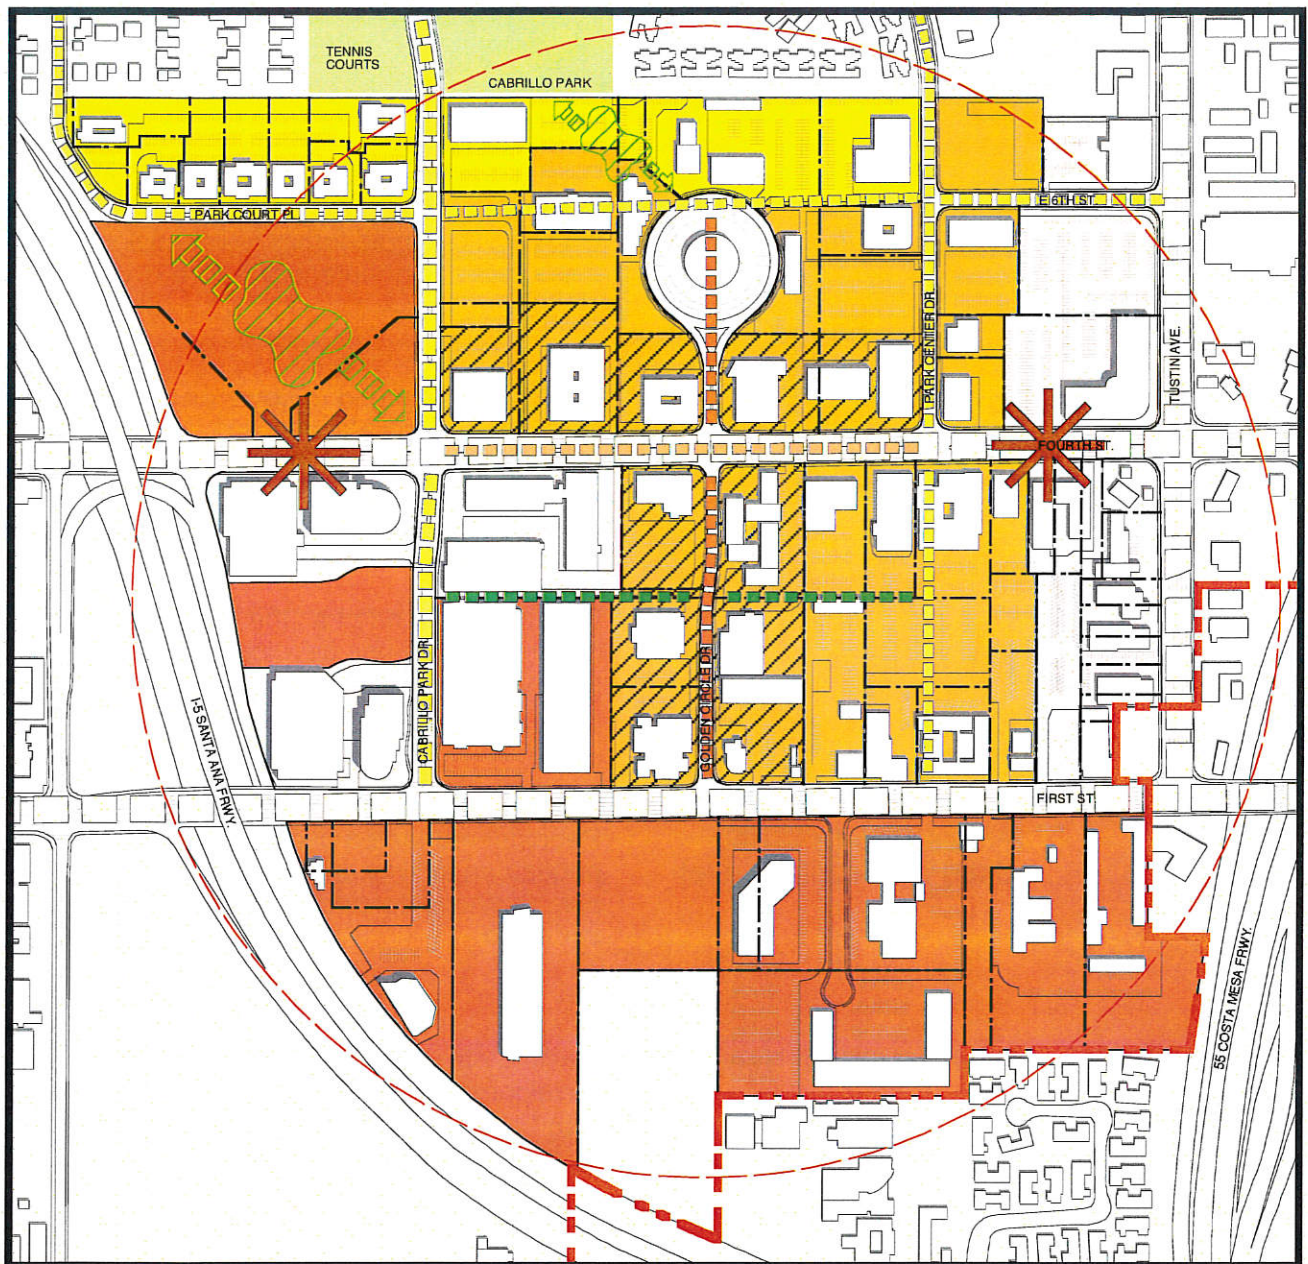 TENNIS
COURTS
CABRILLO PARK
PARK COURT PL.
E 6TH ST.
PARK CENTER DR.
TUSTIN AVE.
FOURTH ST.
CABRILLO PARK DR.
GOLDEN CIRCLE DR.
I-5 SANTA ANA FRWY.
FIRST ST.
55 COSTA MESA FRWY.